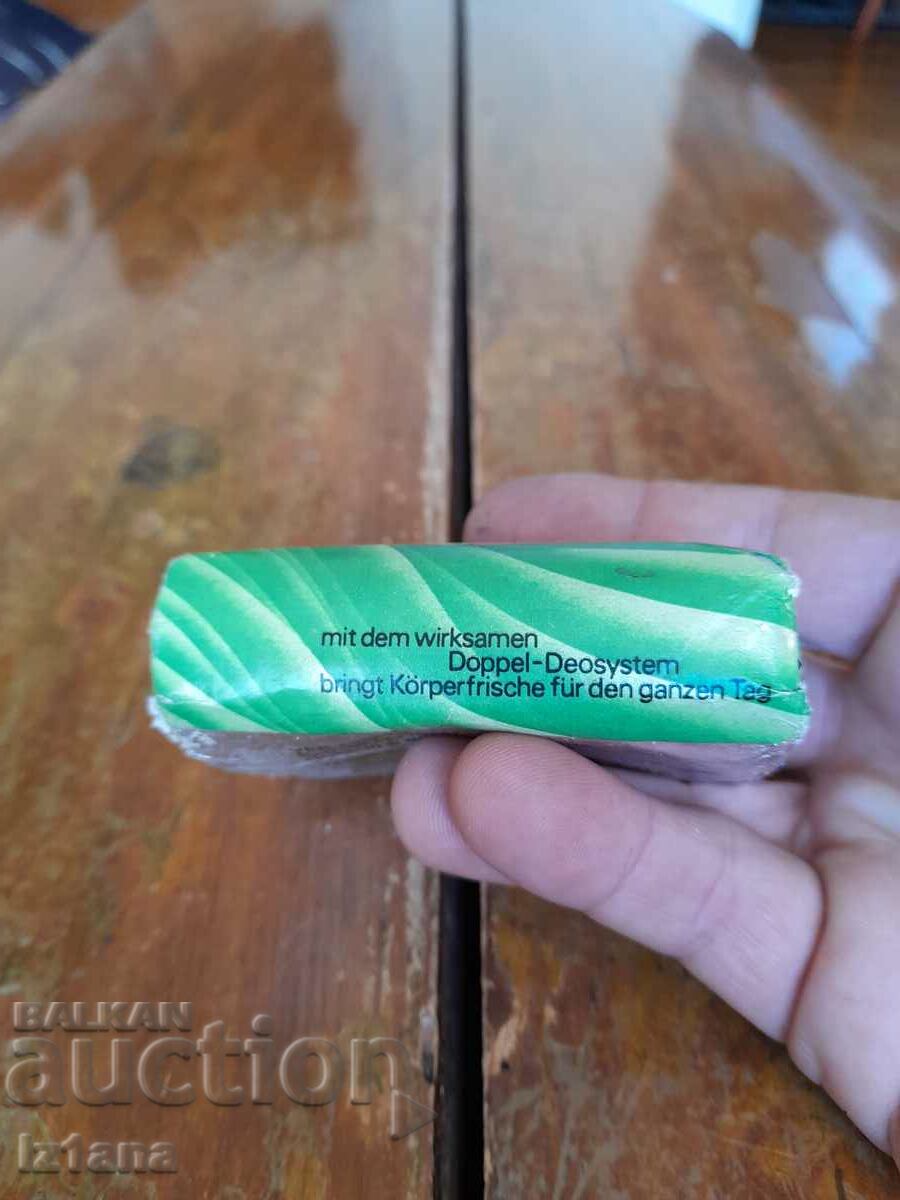 mit dem wirksamen
Doppel-Deosystem
bringt Körperfrische für den ganzen Tag
BALKAN
auction
Iz1ana